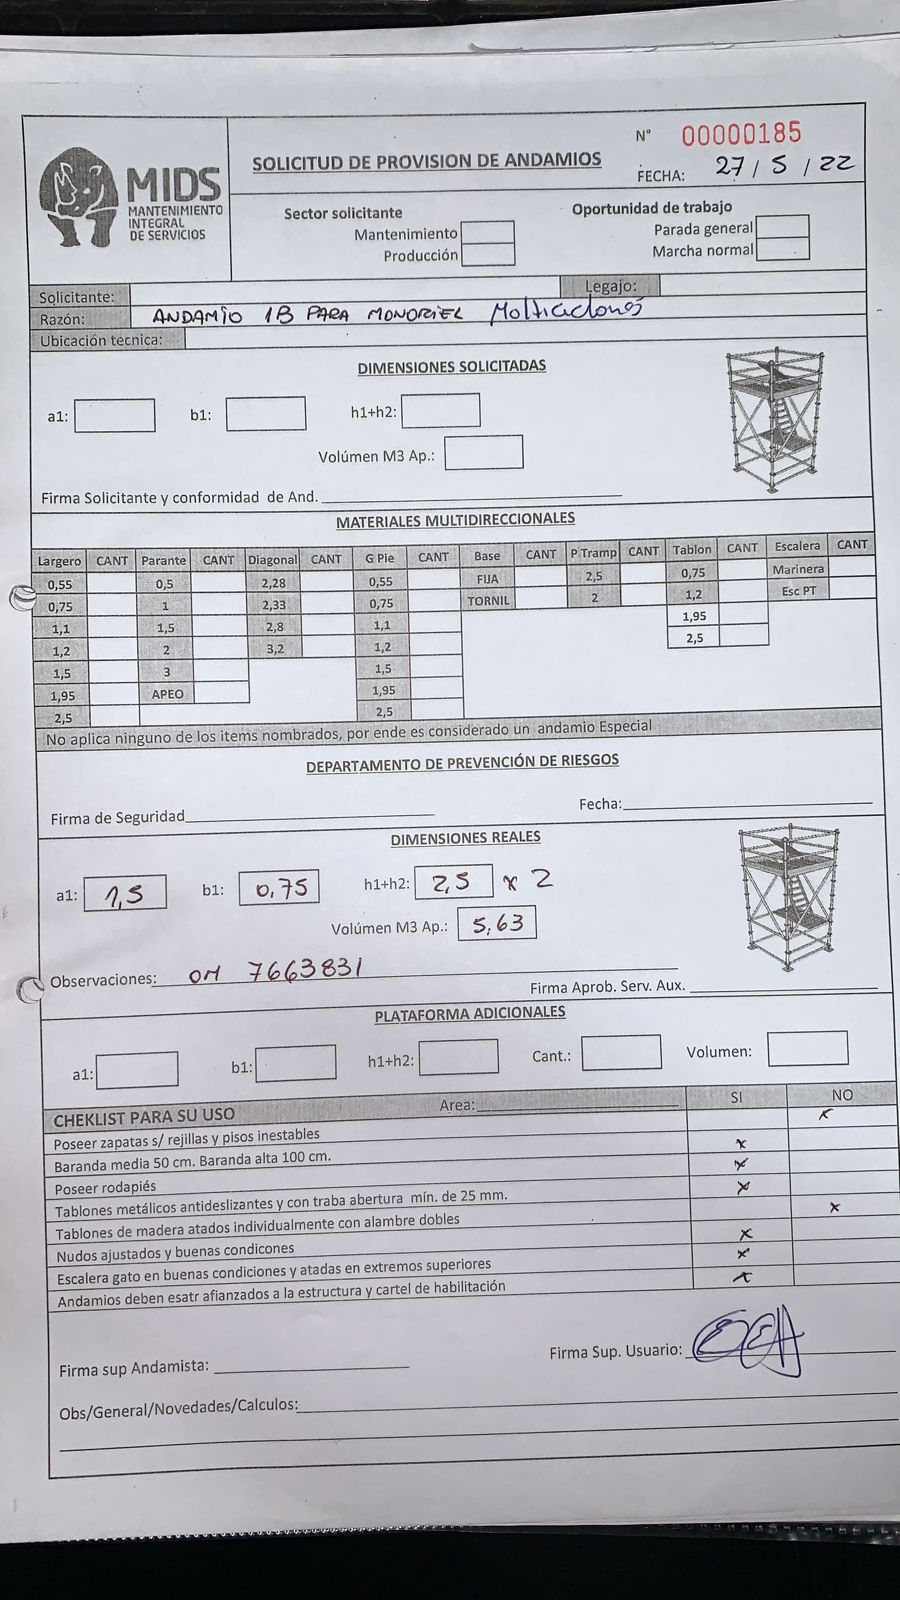 MIDS
MANTENIMIENTO
INTEGRAL
DE SERVICIOS
SOLICITUD DE PROVISION DE ANDAMIOS
N° 00000185
FECHA: 27 / 5 / 22
Sector solicitante
Mantenimiento
Producción
Oportunidad de trabajo
Parada general
Marcha normal
Solicitante: Legajo:
Razón: ANDAMIO 1B PARA MONORIEL Molticiclones
Ubicación tecnica:
DIMENSIONES SOLICITADAS
a1: b1: h1+h2:
Volúmen M3 Ap.:
Firma Solicitante y conformidad de And.
MATERIALES MULTIDIRECCIONALES
Largero CANT Parante CANT Diagonal CANT G Pie CANT Base CANT P Tramp CANT Tablon CANT Escalera CANT
0,55 0,5 2,28 0,55 FIJA 2,5 0,75 Marinera
0,75 1 2,33 0,75 TORNIL 2 1,2 Esc PT
1,1 1,5 2,8 1,1 1,95
1,2 2 3,2 1,2 2,5
1,5 3 1,5
1,95 APEO 1,95
2,5 2,5
No aplica ninguno de los items nombrados, por ende es considerado un andamio Especial
DEPARTAMENTO DE PREVENCIÓN DE RIESGOS
Firma de Seguridad Fecha:
DIMENSIONES REALES
a1: 1,5 b1: 0,75 h1+h2: 2,5 x 2
Volúmen M3 Ap.: 5,63
Observaciones: OM 7663831
Firma Aprob. Serv. Aux.
PLATAFORMA ADICIONALES
a1: b1: h1+h2: Cant.: Volumen:
CHEKLIST PARA SU USO Area: SI NO
Poseer zapatas s/ rejillas y pisos inestables x
Baranda media 50 cm. Baranda alta 100 cm. x
Poseer rodapiés x
Tablones metálicos antideslizantes y con traba abertura mín. de 25 mm. x
Tablones de madera atados individualmente con alambre dobles x
Nudos ajustados y buenas condicones x
Escalera gato en buenas condiciones y atadas en extremos superiores x
Andamios deben esatr afianzados a la estructura y cartel de habilitación x
Firma sup Andamista: Firma Sup. Usuario:
Obs/General/Novedades/Calculos: